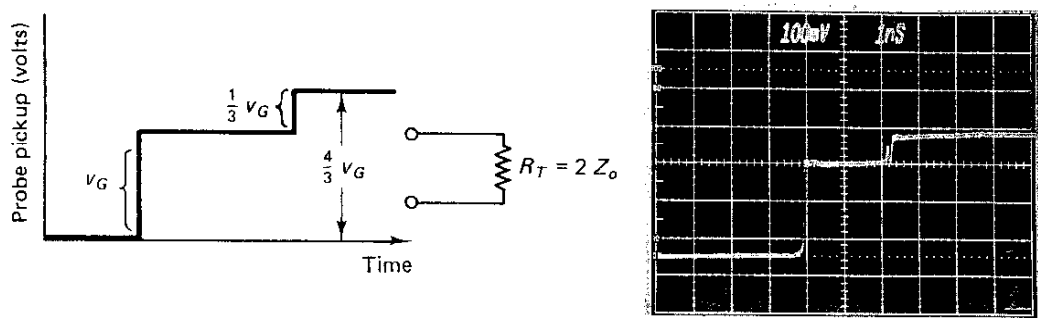 Probe pickup (volts)
1/3 v_G
v_G
4/3 v_G
R_T = 2 Z_o
Time
100mV 1nS